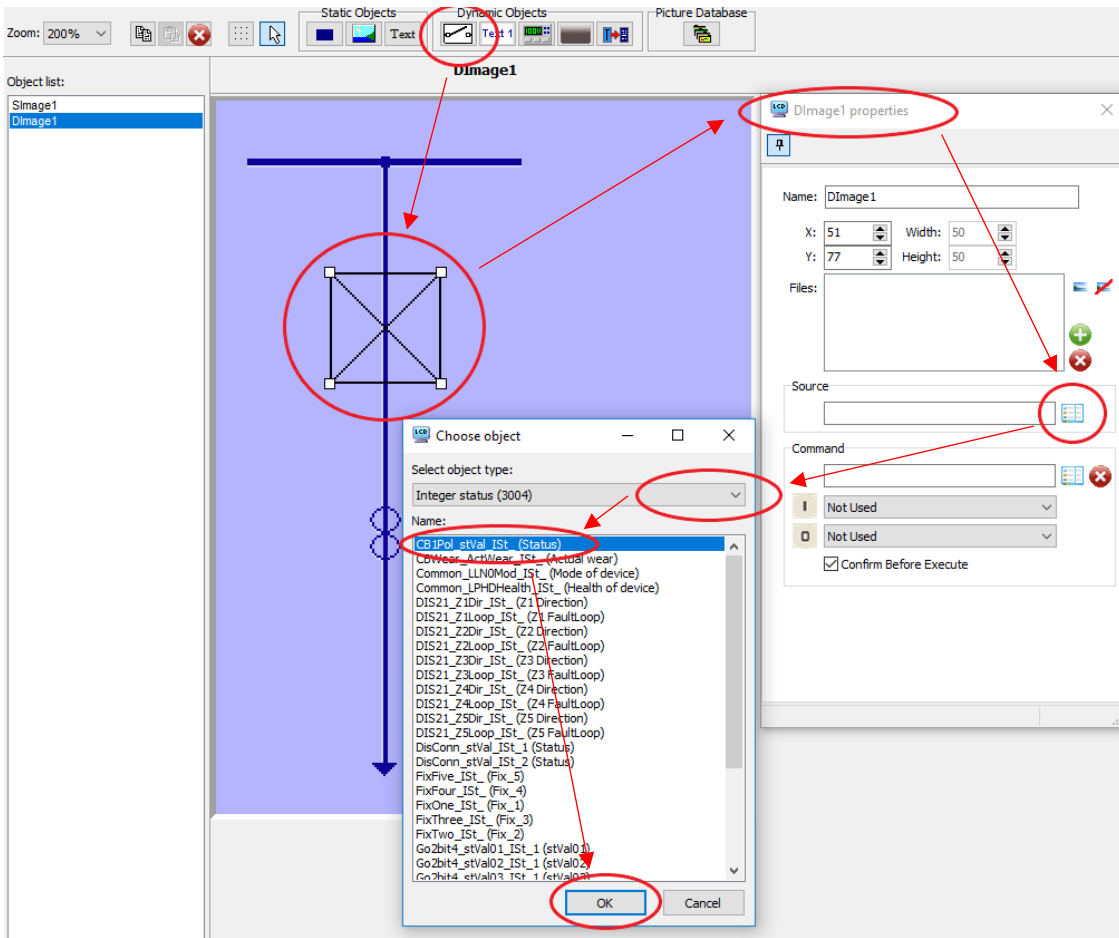 Static Objects
Dynamic Objects
Picture Database
Zoom: 200%
Text
Text 1
DImage1
Object list:
SImage1
DImage1
LCD
DImage1 properties
Name: DImage1
X: 51
Width: 50
Y: 77
Height: 50
Files:
Source
Command
I
Not Used
O
Not Used
Confirm Before Execute
LCD
Choose object
Select object type:
Integer status (3004)
Name:
CB1Pol_stVal_ISt_ (Status)
CBWear_ActWear_ISt_ (Actual wear)
Common_LLN0Mod_ISt_ (Mode of device)
Common_LPHDHealth_ISt_ (Health of device)
DIS21_Z1Dir_ISt_ (Z1 Direction)
DIS21_Z1Loop_ISt_ (Z1 FaultLoop)
DIS21_Z2Dir_ISt_ (Z2 Direction)
DIS21_Z2Loop_ISt_ (Z2 FaultLoop)
DIS21_Z3Dir_ISt_ (Z3 Direction)
DIS21_Z3Loop_ISt_ (Z3 FaultLoop)
DIS21_Z4Dir_ISt_ (Z4 Direction)
DIS21_Z4Loop_ISt_ (Z4 FaultLoop)
DIS21_Z5Dir_ISt_ (Z5 Direction)
DIS21_Z5Loop_ISt_ (Z5 FaultLoop)
DisConn_stVal_ISt_1 (Status)
DisConn_stVal_ISt_2 (Status)
FixFive_ISt_ (Fix_5)
FixFour_ISt_ (Fix_4)
FixOne_ISt_ (Fix_1)
FixThree_ISt_ (Fix_3)
FixTwo_ISt_ (Fix_2)
Go2bit4_stVal01_ISt_1 (stVal01)
Go2bit4_stVal02_ISt_1 (stVal02)
Go2bit4_stVal03_ISt_1 (stVal03)
OK
Cancel